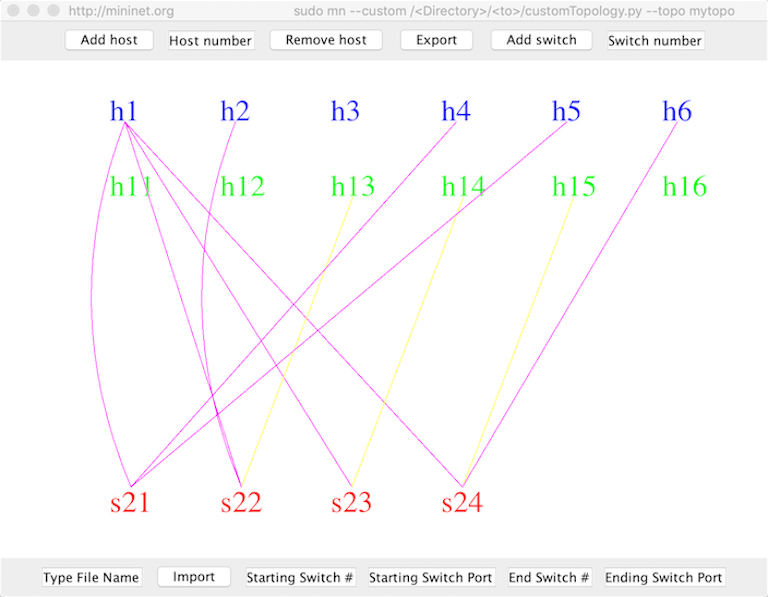 http://mininet.org sudo mn --custom /<Directory>/<to>/customTopology.py --topo mytopo
Add host Host number Remove host Export Add switch Switch number
h1 h2 h3 h4 h5 h6
h11 h12 h13 h14 h15 h16
s21 s22 s23 s24
Type File Name Import Starting Switch # Starting Switch Port End Switch # Ending Switch Port